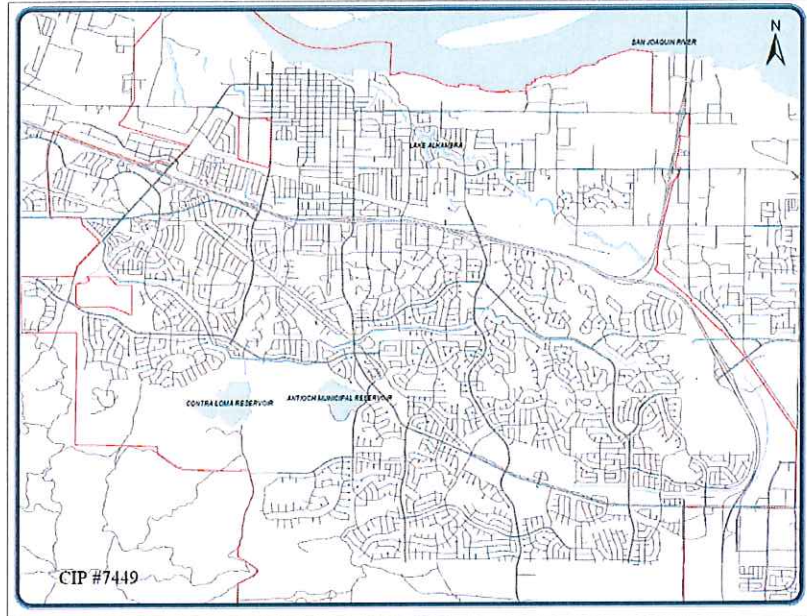 SAN JOAQUIN RIVER
N
LAKE ALHAMBRA
CONTRA LOMA RESERVOIR
ANTIOCH MUNICIPAL RESERVOIR
CIP #7449